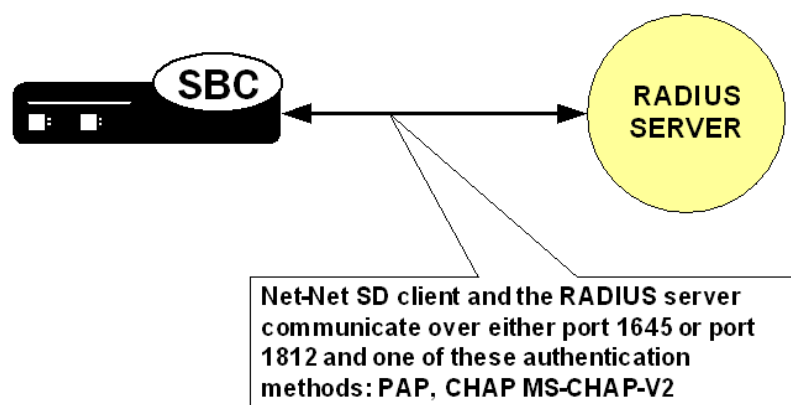 SBC
RADIUS
SERVER
Net-Net SD client and the RADIUS server
communicate over either port 1645 or port
1812 and one of these authentication
methods: PAP, CHAP MS-CHAP-V2